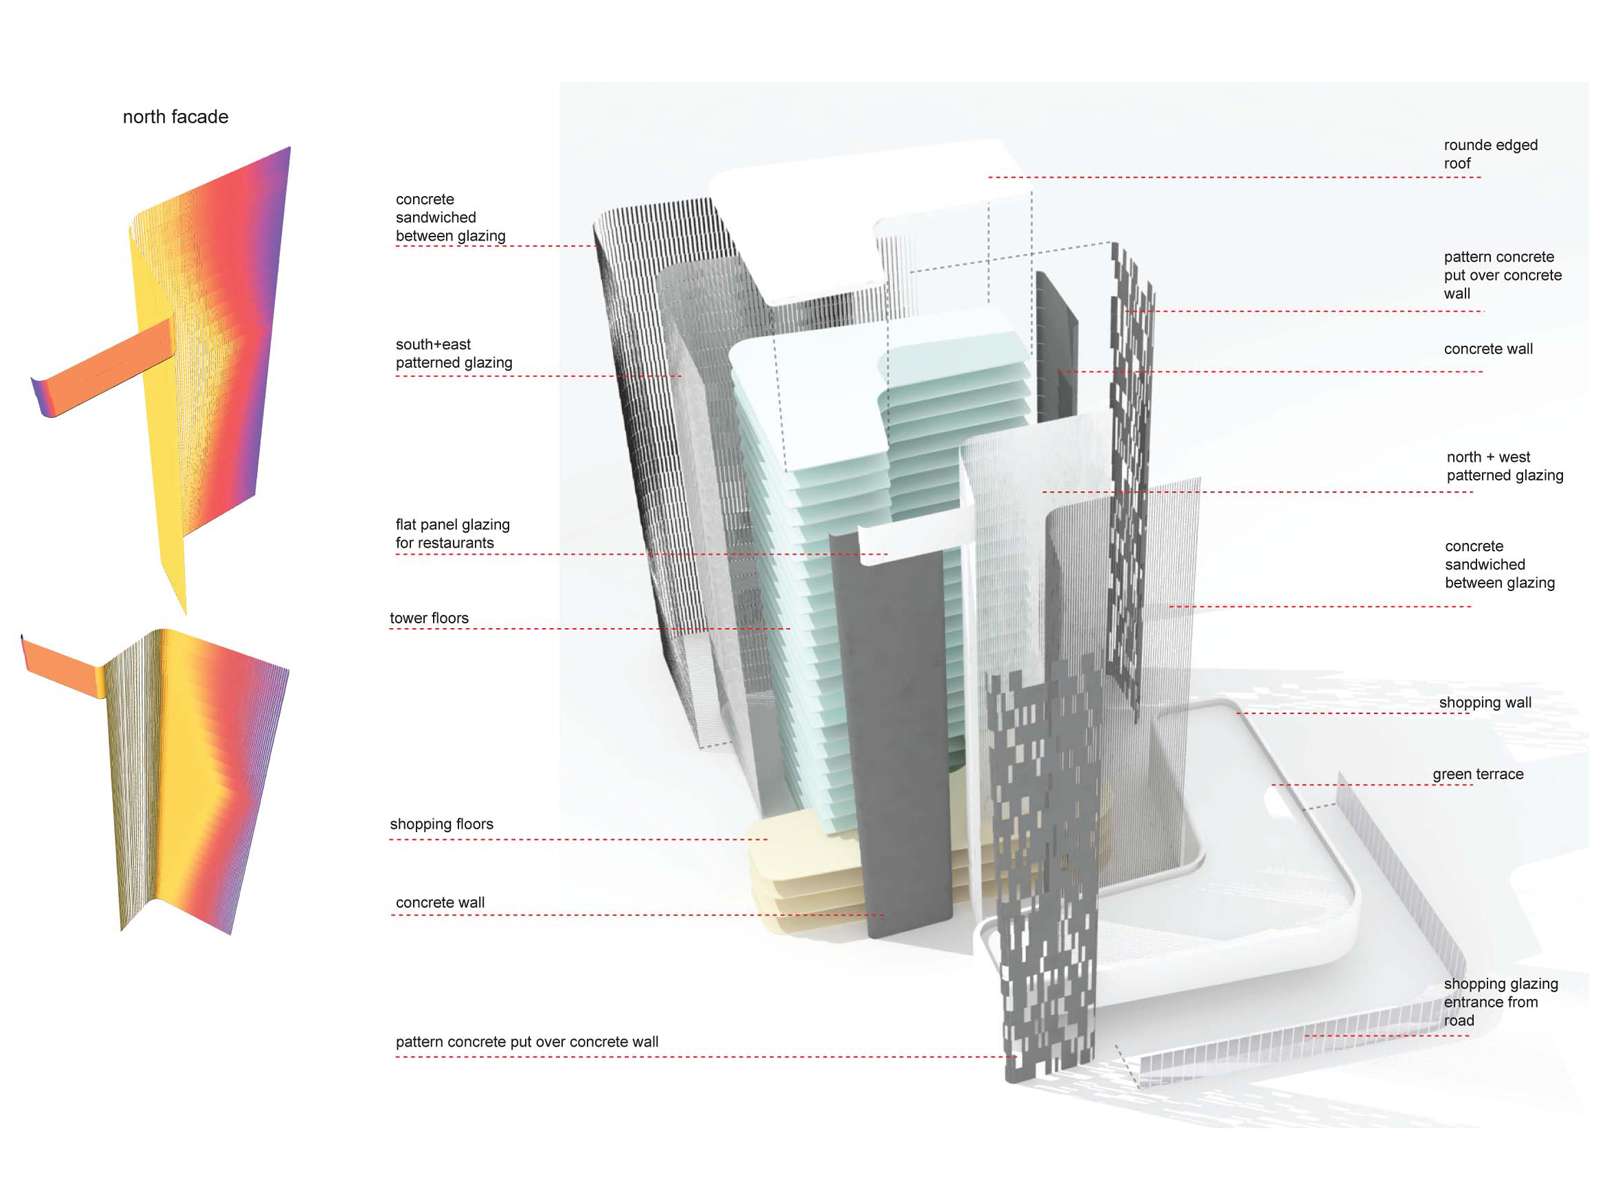 north facade
concrete
sandwiched
between glazing
south+east
patterned glazing
flat panel glazing
for restaurants
tower floors
shopping floors
concrete wall
pattern concrete put over concrete wall
rounde edged
roof
pattern concrete
put over concrete
wall
concrete wall
north + west
patterned glazing
concrete
sandwiched
between glazing
shopping wall
green terrace
shopping glazing
entrance from
road